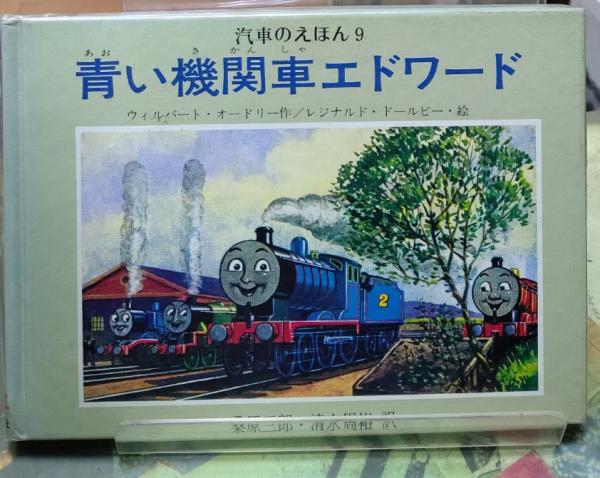 汽車のえほん9
あお きかんしゃ
青い機関車エドワード
ウィルバート・オードリー作／レジナルド・ドールビー・絵
2
桑原三郎・清水周裕 訳